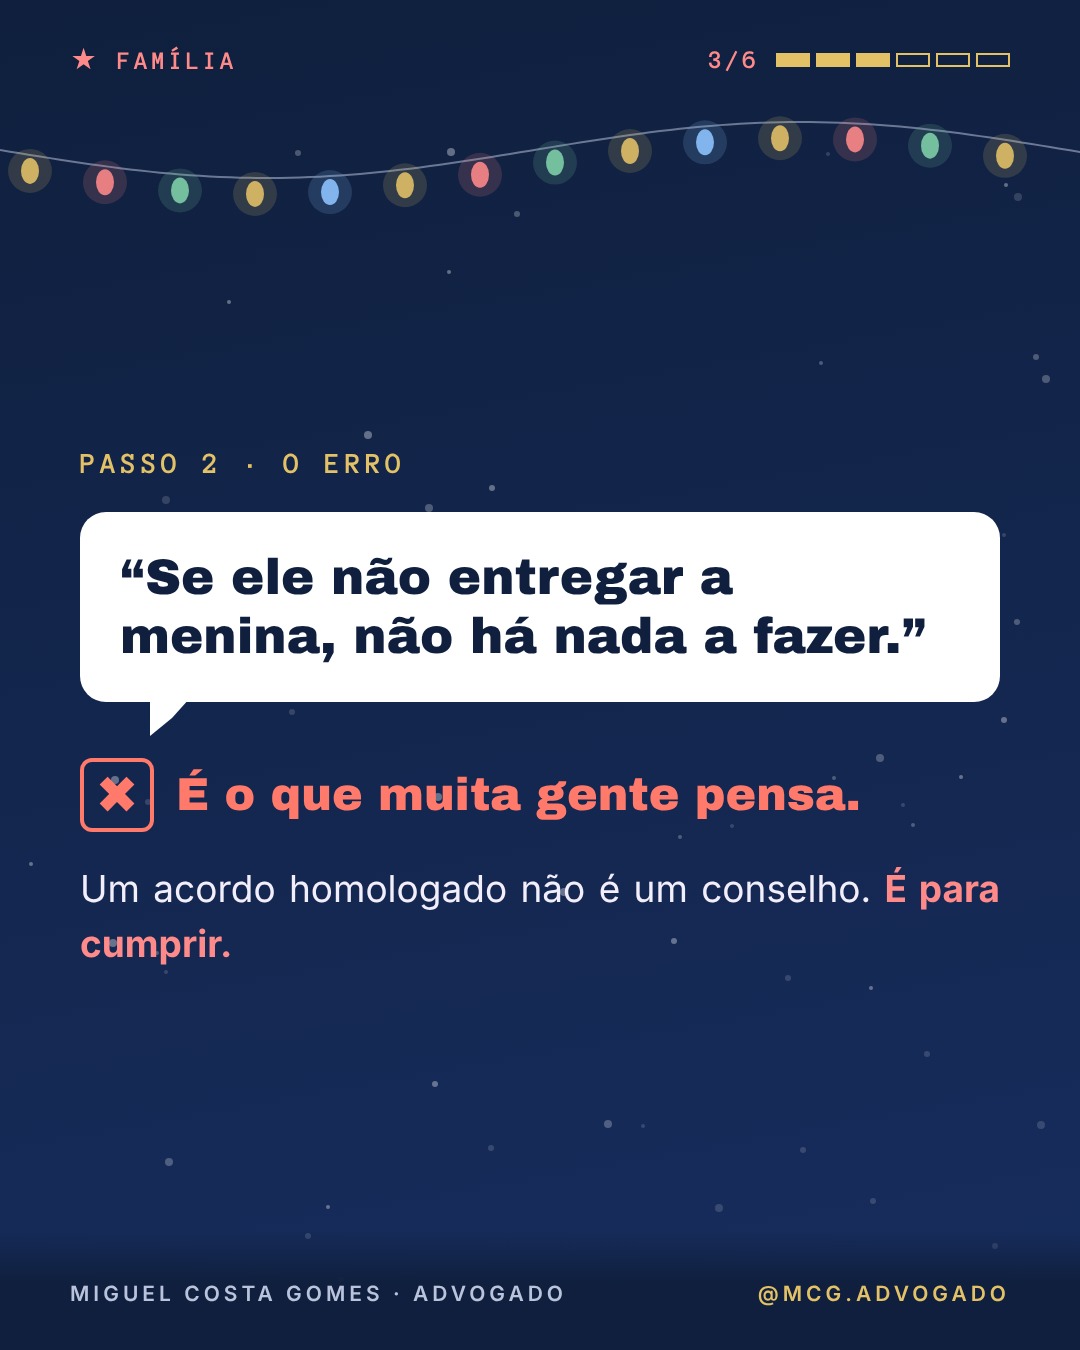 ★ FAMÍLIA
3/6
PASSO 2 · O ERRO
“Se ele não entregar a
menina, não há nada a fazer.”
✖ É o que muita gente pensa.
Um acordo homologado não é um conselho. É para
cumprir.
MIGUEL COSTA GOMES · ADVOGADO
@MCG.ADVOGADO